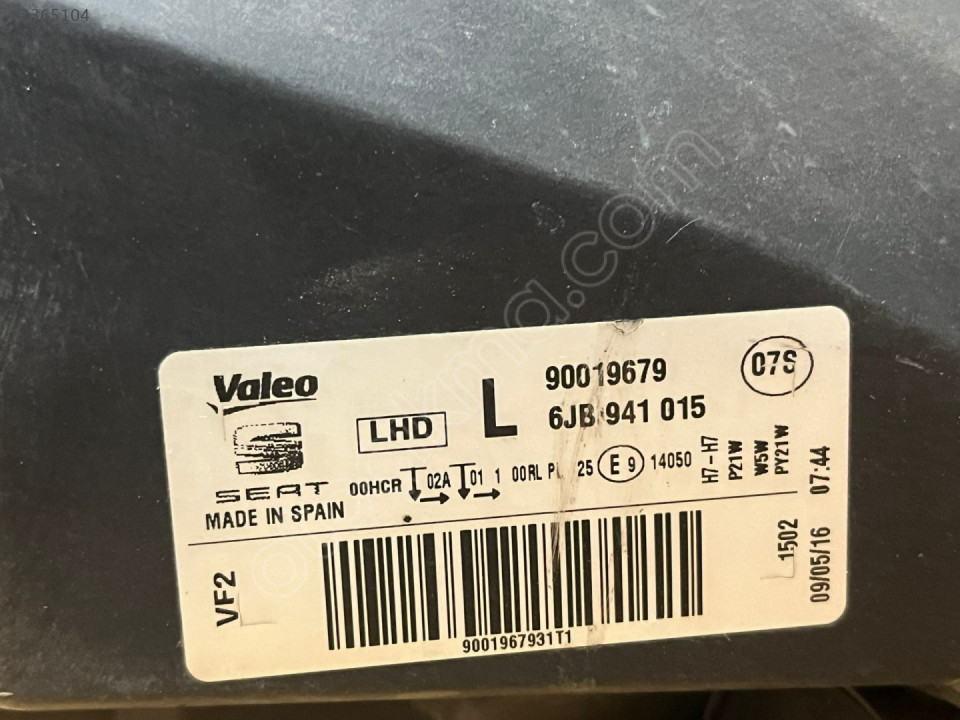 Valeo
SEAT
MADE IN SPAIN
LHD
L
90019679
6JB 941 015
07S
00HCR 02A 01 1 00RL 25 E9 14050
H7-H7
P21W
W5W
PY21W
VF2
9001967931T1
1502
09/05/16 07:44